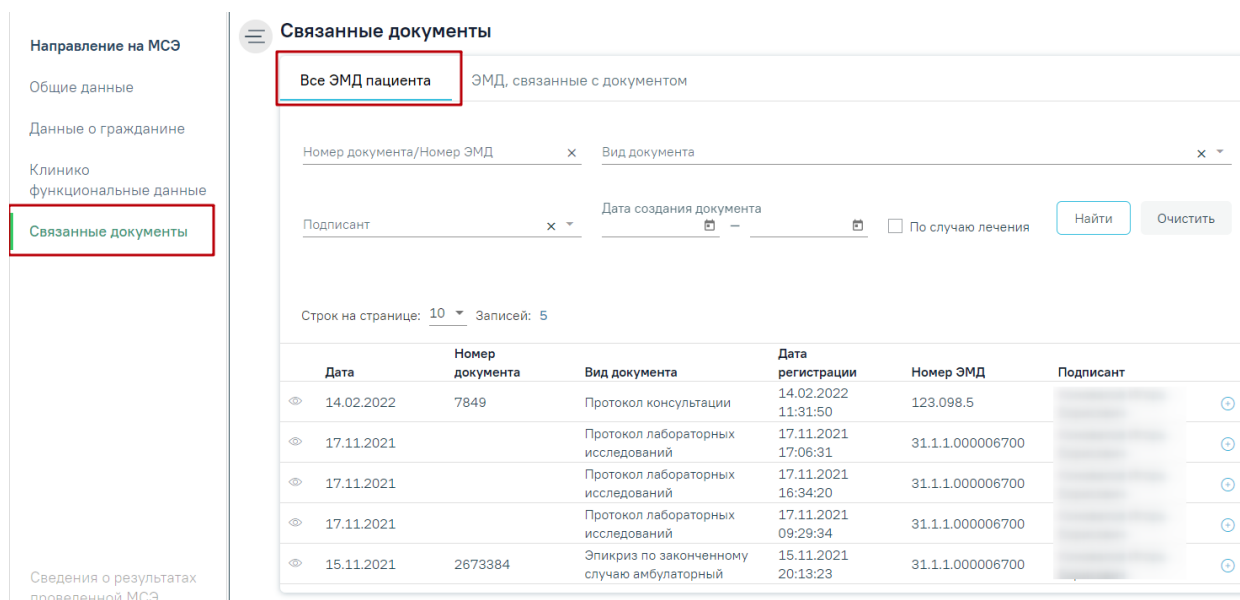 Направление на МСЭ
Общие данные
Данные о гражданине
Клинико
функциональные данные
Связанные документы
Сведения о результатах
проведенной МСЭ
Связанные документы
Все ЭМД пациента
ЭМД, связанные с документом
Номер документа/Номер ЭМД
Вид документа
Подписант
Дата создания документа
–
По случаю лечения
Найти
Очистить
Строк на странице: 10 Записей: 5
Дата Номер документа Вид документа Дата регистрации Номер ЭМД Подписант
14.02.2022 7849 Протокол консультации 14.02.2022 11:31:50 123.098.5
17.11.2021 Протокол лабораторных исследований 17.11.2021 17:06:31 31.1.1.000006700
17.11.2021 Протокол лабораторных исследований 17.11.2021 16:34:20 31.1.1.000006700
17.11.2021 Протокол лабораторных исследований 17.11.2021 09:29:34 31.1.1.000006700
15.11.2021 2673384 Эпикриз по законченному случаю амбулаторный 15.11.2021 20:13:23 31.1.1.000006700